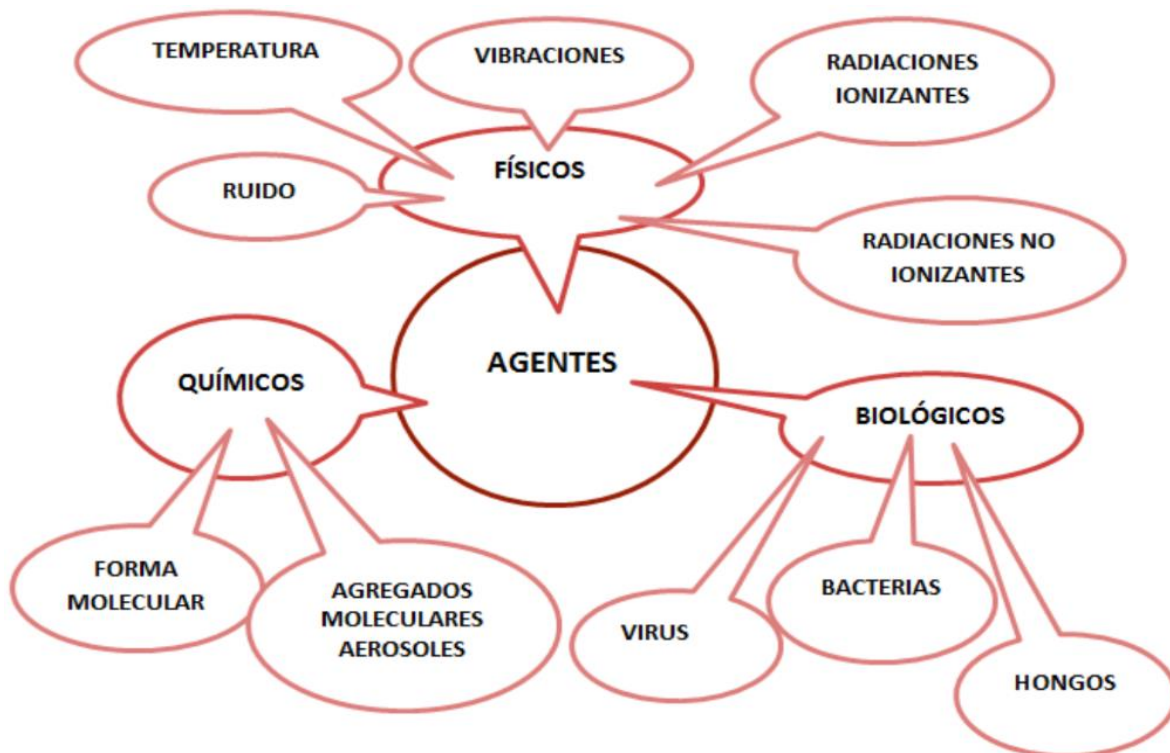 TEMPERATURA
VIBRACIONES
RADIACIONES
IONIZANTES
FÍSICOS
RUIDO
RADIACIONES NO
IONIZANTES
AGENTES
QUÍMICOS
BIOLÓGICOS
FORMA
MOLECULAR
AGREGADOS
MOLECULARES
AEROSOLES
VIRUS
BACTERIAS
HONGOS